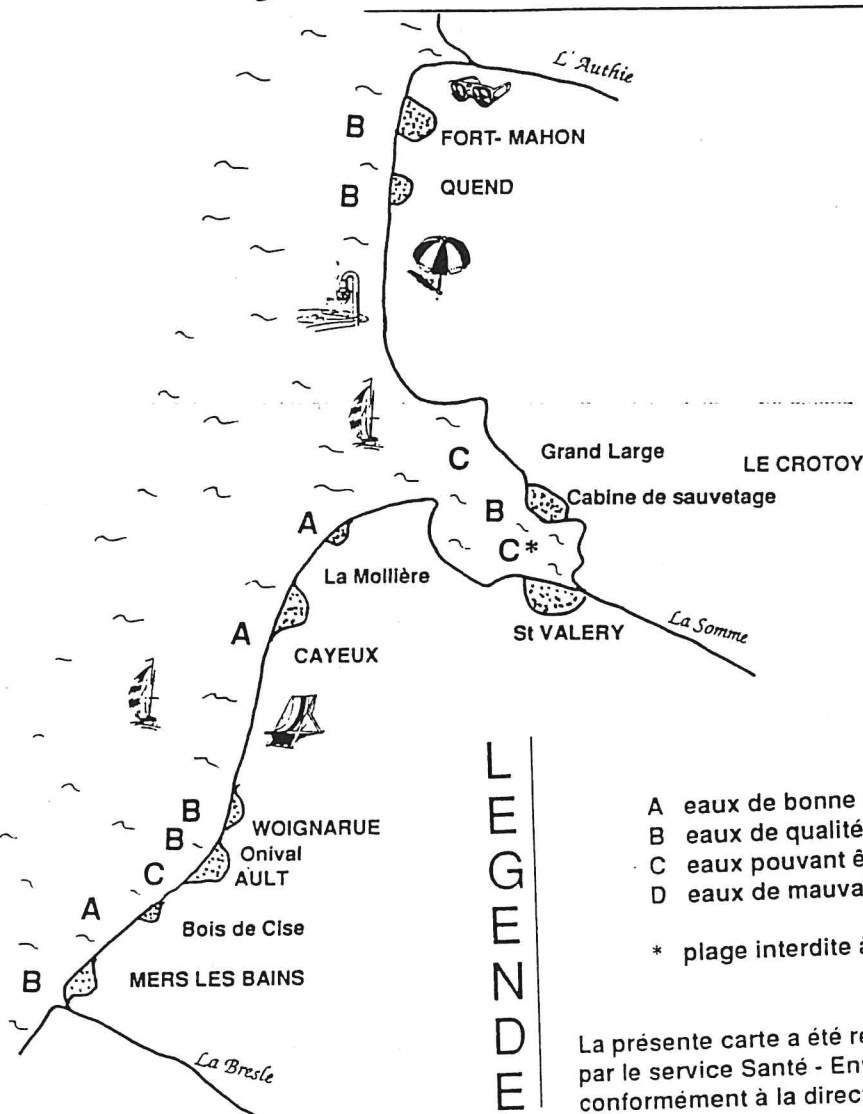 L'Authie
B
FORT- MAHON
B
QUEND
C
Grand Large
LE CROTOY
Cabine de sauvetage
B
A
C*
La Mollière
A
St VALERY
La Somme
CAYEUX
B
WOIGNARUE
B
Onival
C
AULT
A
Bois de Cise
B
MERS LES BAINS
La Bresle
LEGENDE
A eaux de bonne
B eaux de qualité
C eaux pouvant ê
D eaux de mauva
* plage interdite à
La présente carte a été ré
par le service Santé - Env
conformément à la direct